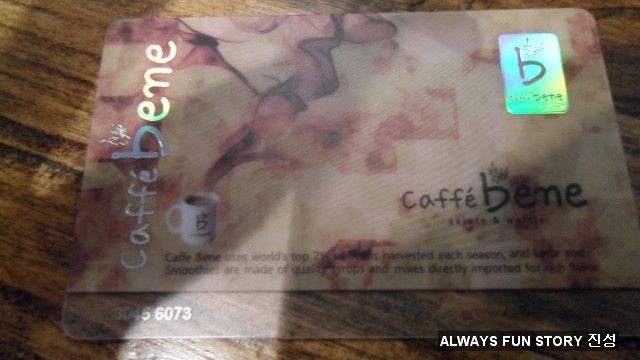 caffé bene
b
caffé bene
Caffé bene
gelato & waffle
Caffe Bene uses world's top 2% beans harvested each season, and Latte and
Smoothies are made of quality syrups and mixes directly imported for rich flavor.
3045 6073
ALWAYS FUN STORY 진성